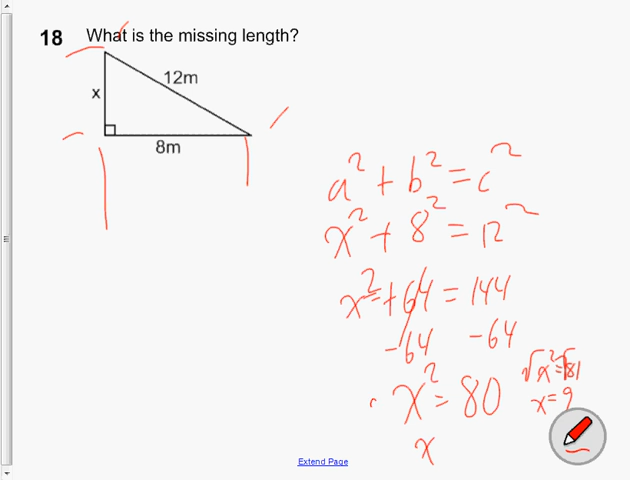 18 What is the missing length?
12m
x
8m
a² + b² = c²
x² + 8² = 12²
x² + 64 = 144
-64 -64
x² = 80
√x² = √81
x = 9
x
Extend Page